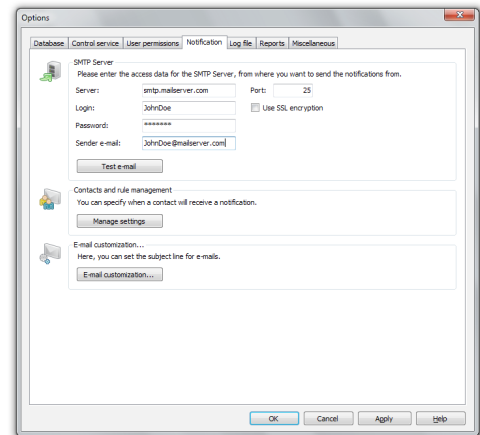 Options
Database Control service User permissions Notification Log file Reports Miscellaneous
SMTP Server
Please enter the access data for the SMTP Server, from where you want to send the notifications from.
Server: smtp.mailserver.com Port: 25
Login: JohnDoe Use SSL encryption
Password: *******
Sender e-mail: JohnDoe@mailserver.com
Test e-mail
Contacts and rule management
You can specify when a contact will receive a notification.
Manage settings
E-mail customization...
Here, you can set the subject line for e-mails.
E-mail customization...
OK Cancel Apply Help